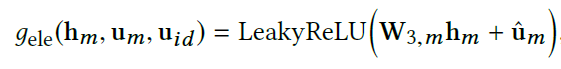 g_ele(h_m, u_m, u_id) = LeakyReLU(W_{3,m}h_m + û_m).